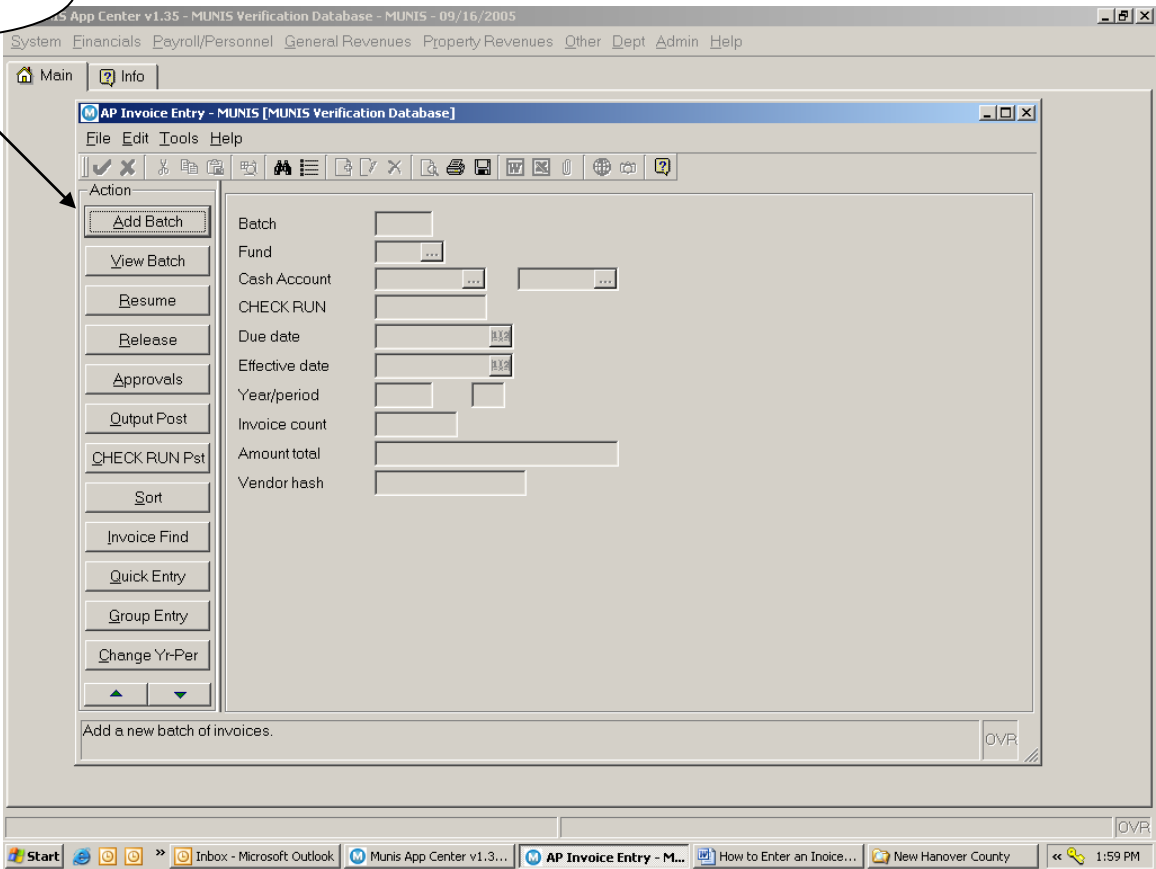 S App Center v1.35 - MUNIS Verification Database - MUNIS - 09/16/2005
System Financials Payroll/Personnel General Revenues Property Revenues Other Dept Admin Help
Main Info
AP Invoice Entry - MUNIS [MUNIS Verification Database]
File Edit Tools Help
Action
Add Batch
View Batch
Resume
Release
Approvals
Output Post
CHECK RUN Pst
Sort
Invoice Find
Quick Entry
Group Entry
Change Yr-Per
Batch
Fund ...
Cash Account ... ...
CHECK RUN
Due date
Effective date
Year/period
Invoice count
Amount total
Vendor hash
Add a new batch of invoices.
OVR
OVR
Start » Inbox - Microsoft Outlook Munis App Center v1.3... AP Invoice Entry - M... How to Enter an Inoice... New Hanover County « 1:59 PM